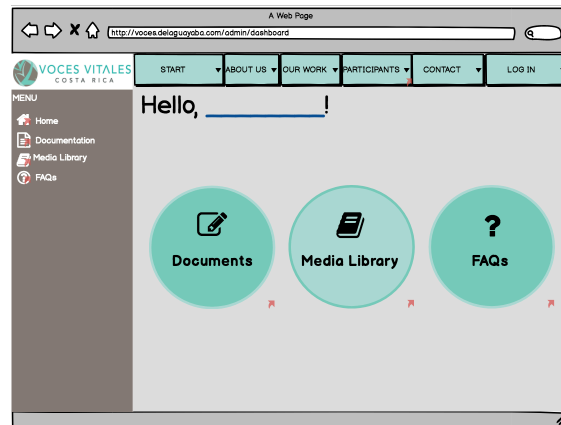 A Web Page
http://voces.delaguayaba.com/admin/dashboard
VOCES VITALES
COSTA RICA
START
ABOUT US
OUR WORK
PARTICIPANTS
CONTACT
LOG IN
MENU
Home
Documentation
Media Library
FAQs
Hello, __________!
Documents
Media Library
?
FAQs